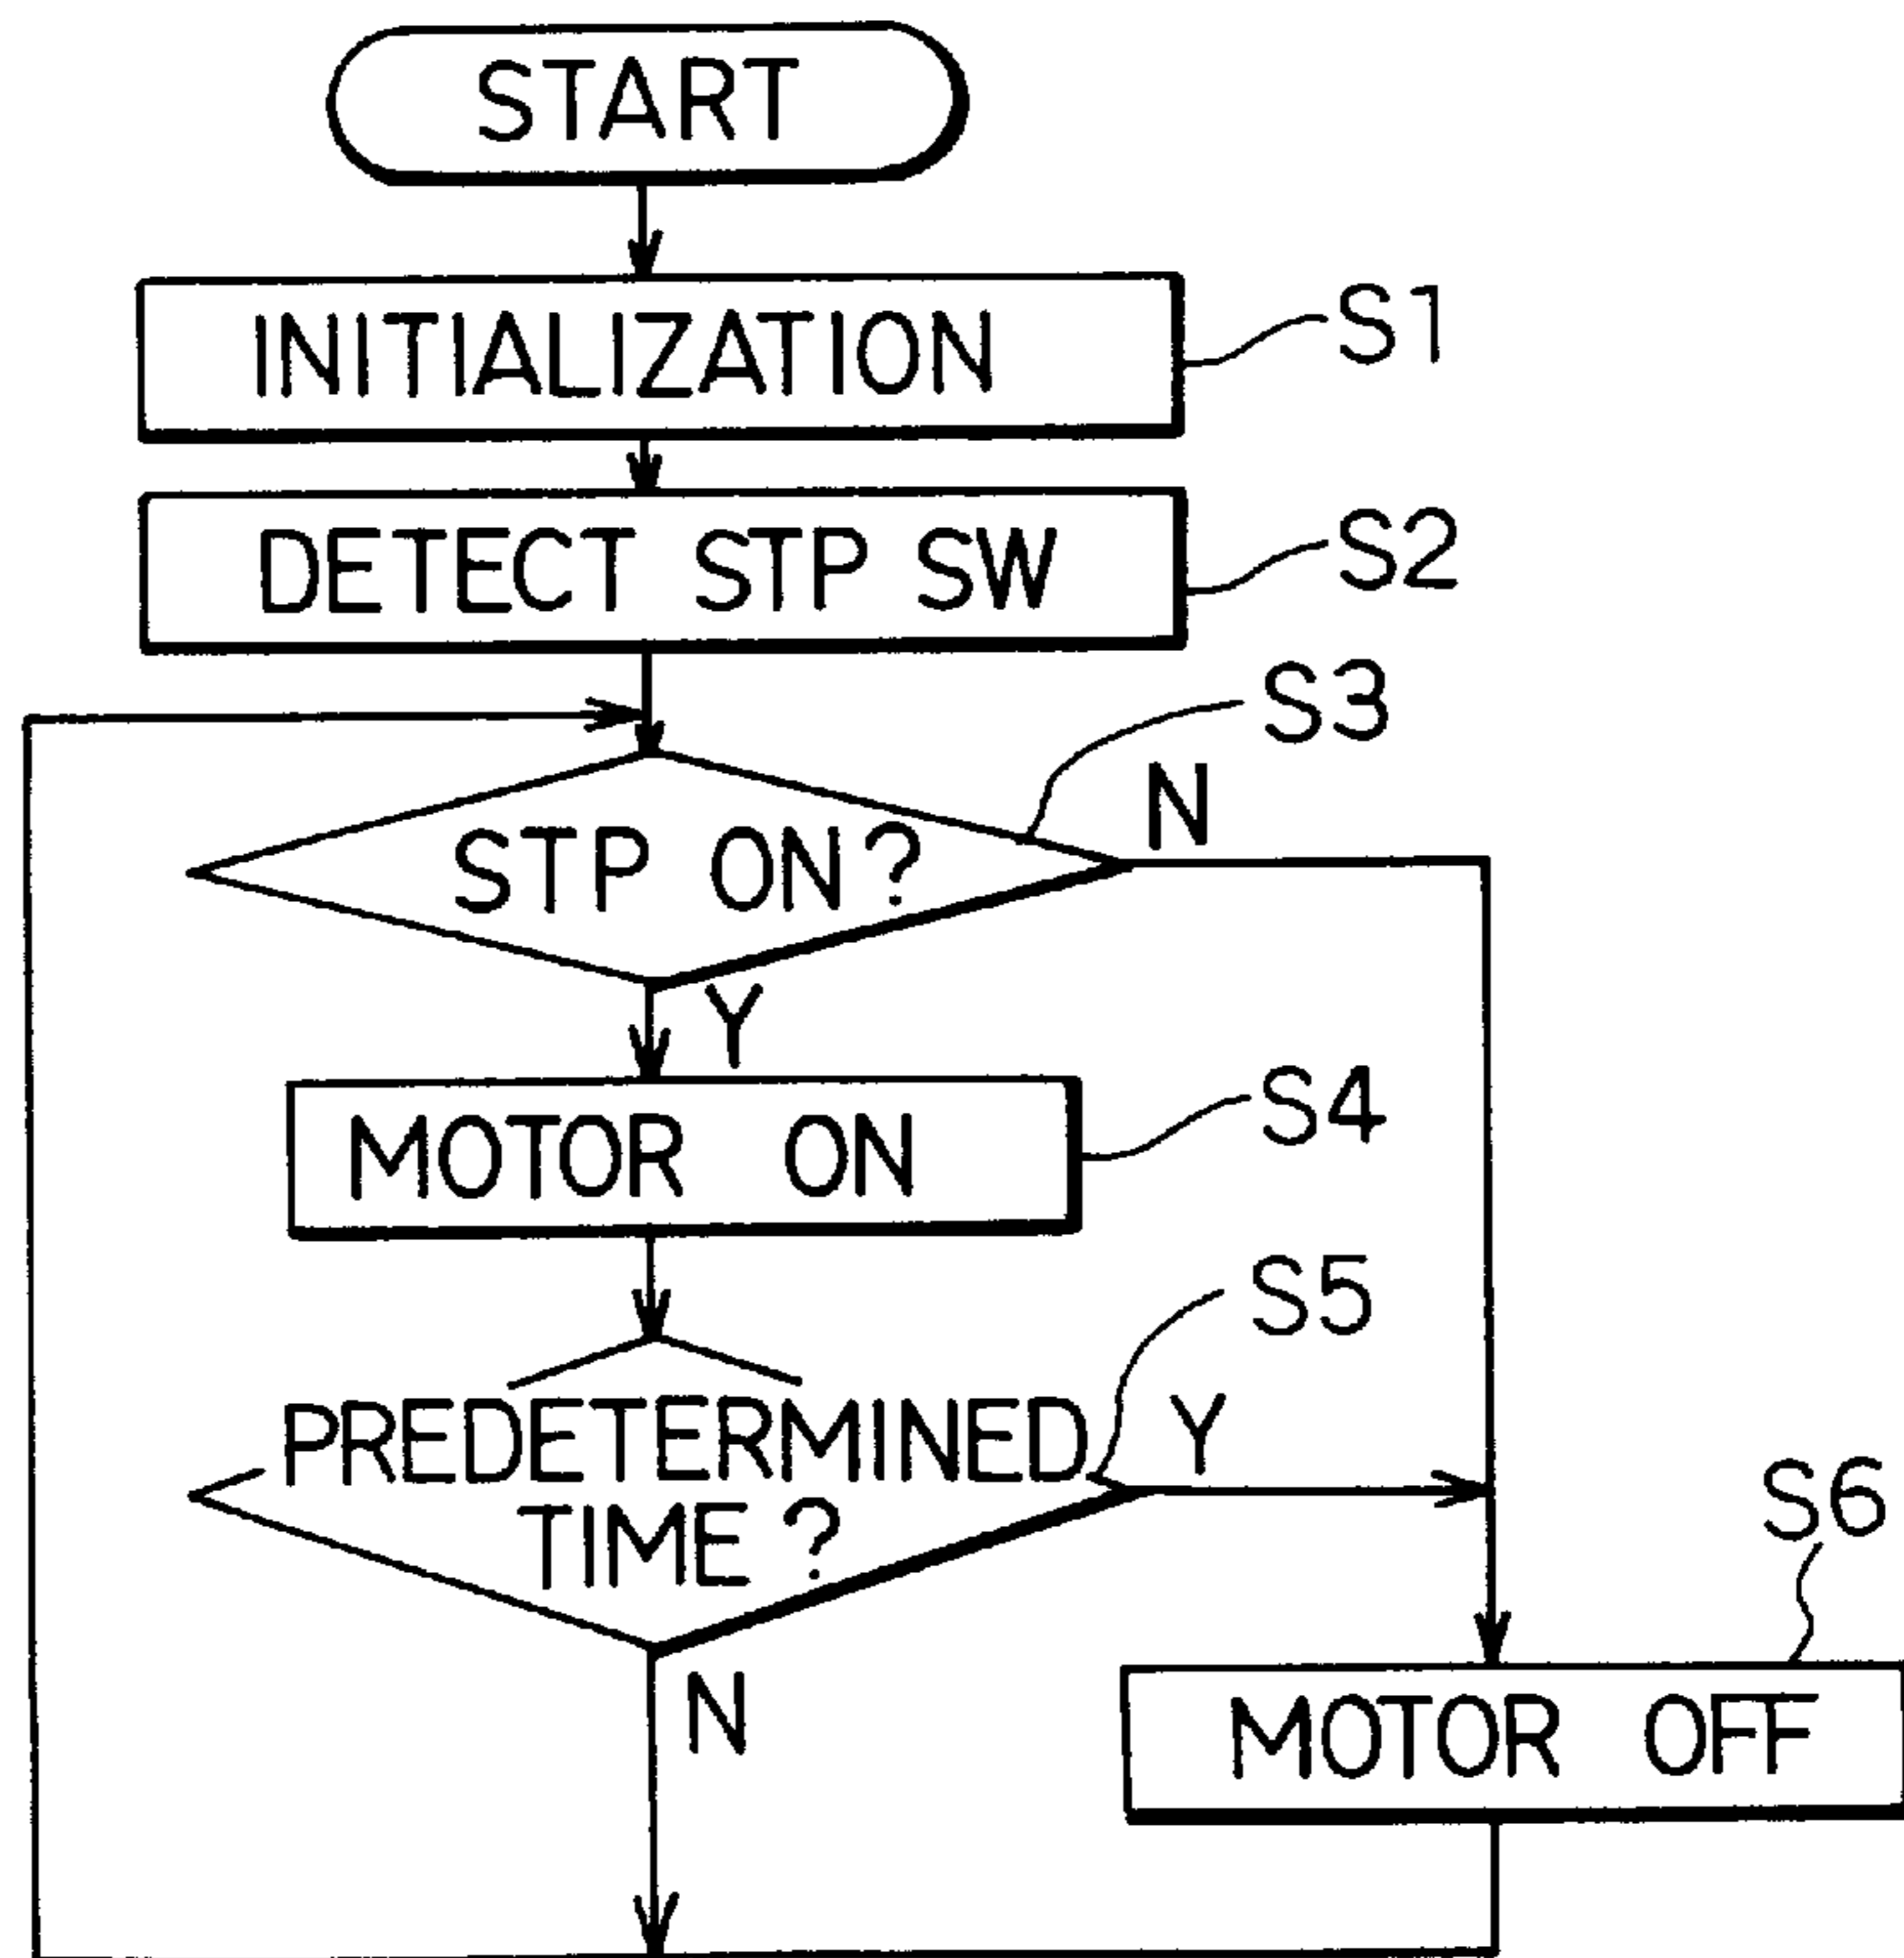 START
INITIALIZATION
S1
DETECT STP SW
S2
S3
STP ON?
N
Y
MOTOR ON
S4
S5
PREDETERMINED
TIME?
Y
S6
N
MOTOR OFF